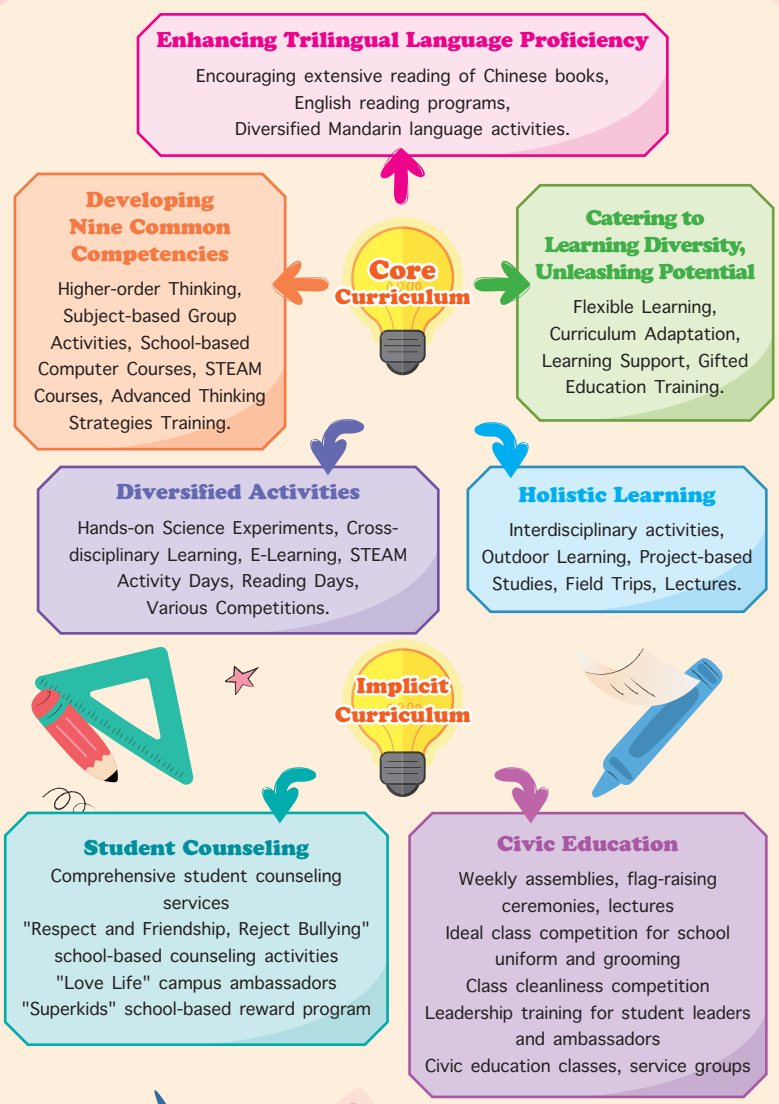 Enhancing Trilingual Language Proficiency
Encouraging extensive reading of Chinese books,
English reading programs,
Diversified Mandarin language activities.
Developing
Nine Common
Competencies
Higher-order Thinking,
Subject-based Group
Activities, School-based
Computer Courses, STEAM
Courses, Advanced Thinking
Strategies Training.
Core
Curriculum
Catering to
Learning Diversity,
Unleashing Potential
Flexible Learning,
Curriculum Adaptation,
Learning Support, Gifted
Education Training.
Diversified Activities
Hands-on Science Experiments, Cross-
disciplinary Learning, E-Learning, STEAM
Activity Days, Reading Days,
Various Competitions.
Holistic Learning
Interdisciplinary activities,
Outdoor Learning, Project-based
Studies, Field Trips, Lectures.
Implicit
Curriculum
Student Counseling
Comprehensive student counseling
services
"Respect and Friendship, Reject Bullying"
school-based counseling activities
"Love Life" campus ambassadors
"Superkids" school-based reward program
Civic Education
Weekly assemblies, flag-raising
ceremonies, lectures
Ideal class competition for school
uniform and grooming
Class cleanliness competition
Leadership training for student leaders
and ambassadors
Civic education classes, service groups